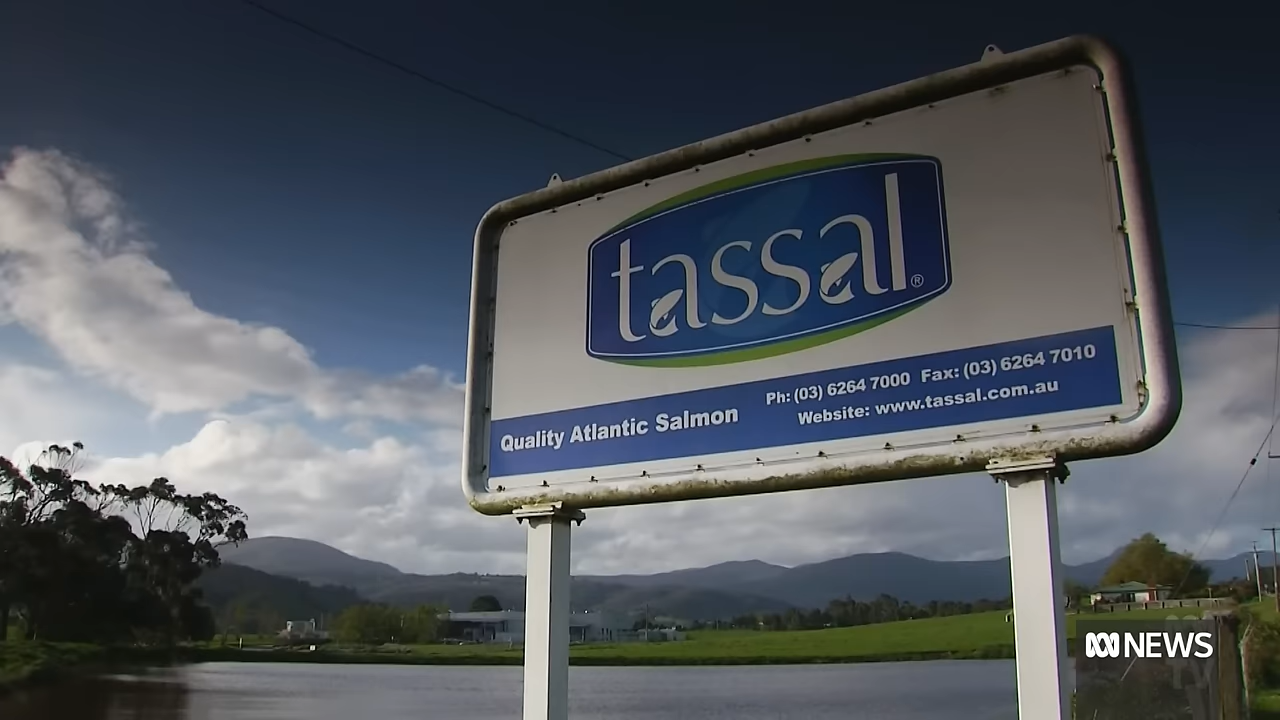 tassal®
Quality Atlantic Salmon
Ph: (03) 6264 7000 Fax: (03) 6264 7010
Website: www.tassal.com.au
NEWS